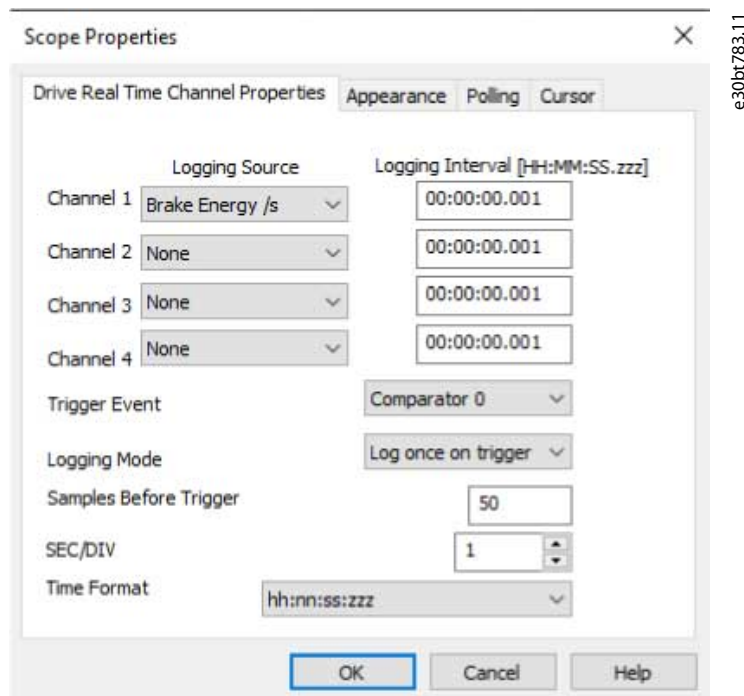 Scope Properties
e30bt783.11
Drive Real Time Channel Properties Appearance Polling Cursor
Logging Source Logging Interval [HH:MM:SS.zzz]
Channel 1 Brake Energy /s 00:00:00.001
Channel 2 None 00:00:00.001
Channel 3 None 00:00:00.001
Channel 4 None 00:00:00.001
Trigger Event Comparator 0
Logging Mode Log once on trigger
Samples Before Trigger 50
SEC/DIV 1
Time Format hh:nn:ss:zzz
OK Cancel Help